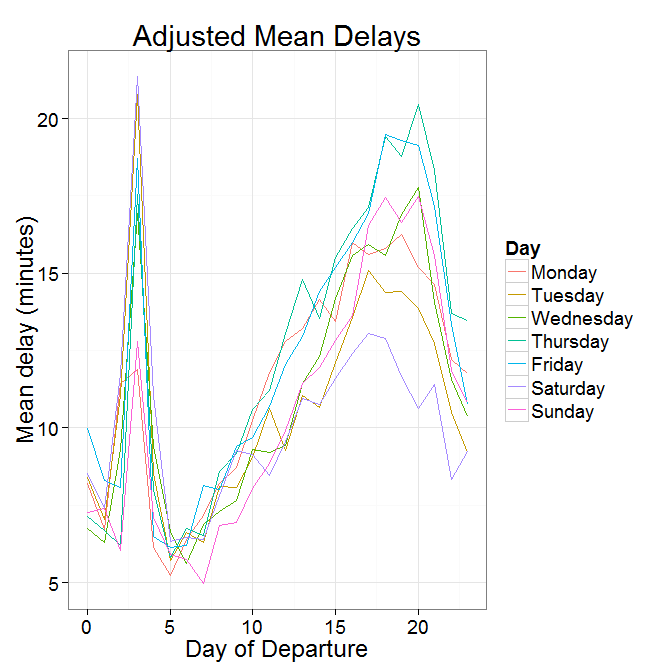 Adjusted Mean Delays
Mean delay (minutes)
20
15
10
5
0
5
10
15
20
Day of Departure
Day
Monday
Tuesday
Wednesday
Thursday
Friday
Saturday
Sunday